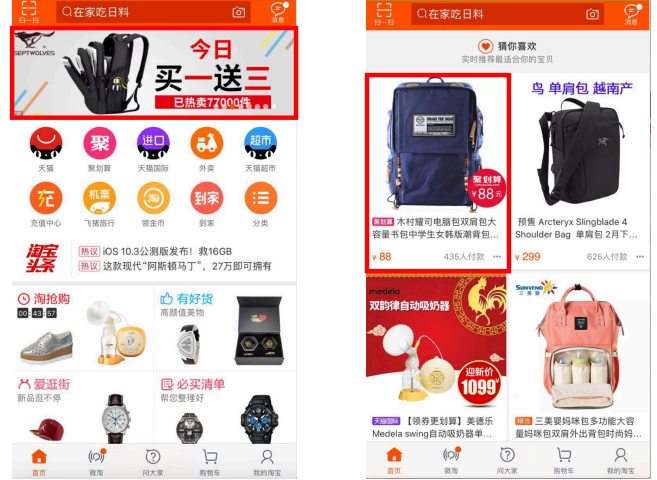 扫一扫
在家吃日料
消息
SEPTWOLVES
今日
买一送三
已热卖77000件
聚
进口
超市
天猫
聚划算
天猫国际
外卖
天猫超市
充
机票
淘
到家
充值中心
飞猪旅行
领金币
到家
分类
淘宝头条
热议 iOS 10.3公测版发布！救16GB
热议 这款现代“阿斯顿马丁”，27万即可拥有
淘抢购
00:43:57
有好货
高颜值美物
爱逛街
新品逛不停
必买清单
帮您整理好
首页
微淘
问大家
购物车
我的淘宝
扫一扫
在家吃日料
消息
猜你喜欢
实时推荐最适合你的宝贝
聚划算
¥88元
聚划算 木村耀司电脑包双肩包大
容量书包中学生女韩版潮背包...
¥ 88
435人付款 ···
鸟 单肩包 越南产
预售 Arcteryx Slingblade 4
Shoulder Bag 单肩包 2月下...
¥ 299
625人付款 ···
medela
双韵律自动吸奶器
迎新价
1099¥
天猫国际 【领券更划算】美德乐
Medela swing自动吸奶器单...
SUNVENO
三美婴
精选 三美婴妈咪包多功能大容
量妈咪包双肩外出背包时尚妈...
首页
微淘
问大家
购物车
我的淘宝